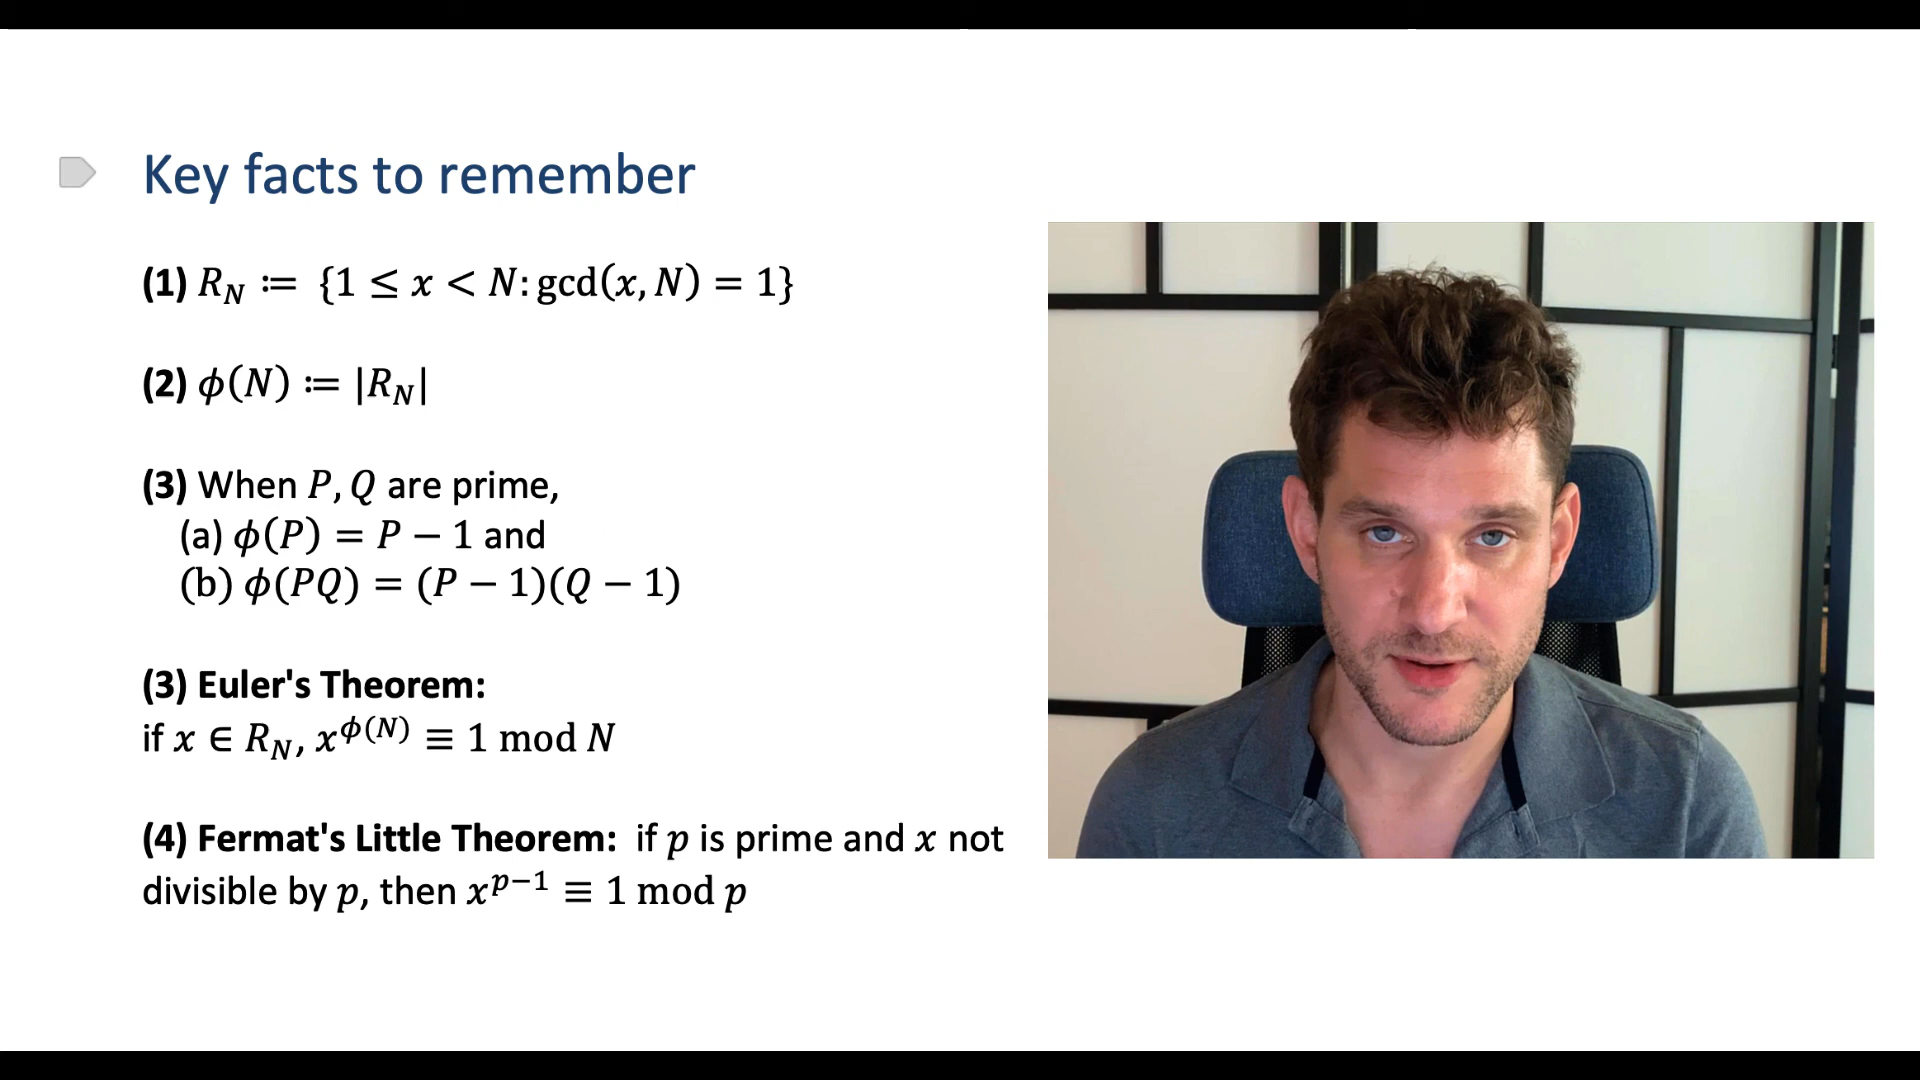 Key facts to remember
(1) R_N ≔ {1 ≤ x < N: gcd(x, N) = 1}
(2) ϕ(N) ≔ |R_N|
(3) When P, Q are prime,
(a) ϕ(P) = P − 1 and
(b) ϕ(PQ) = (P − 1)(Q − 1)
(3) Euler's Theorem:
if x ∈ R_N, x^ϕ(N) ≡ 1 mod N
(4) Fermat's Little Theorem: if p is prime and x not
divisible by p, then x^{p−1} ≡ 1 mod p